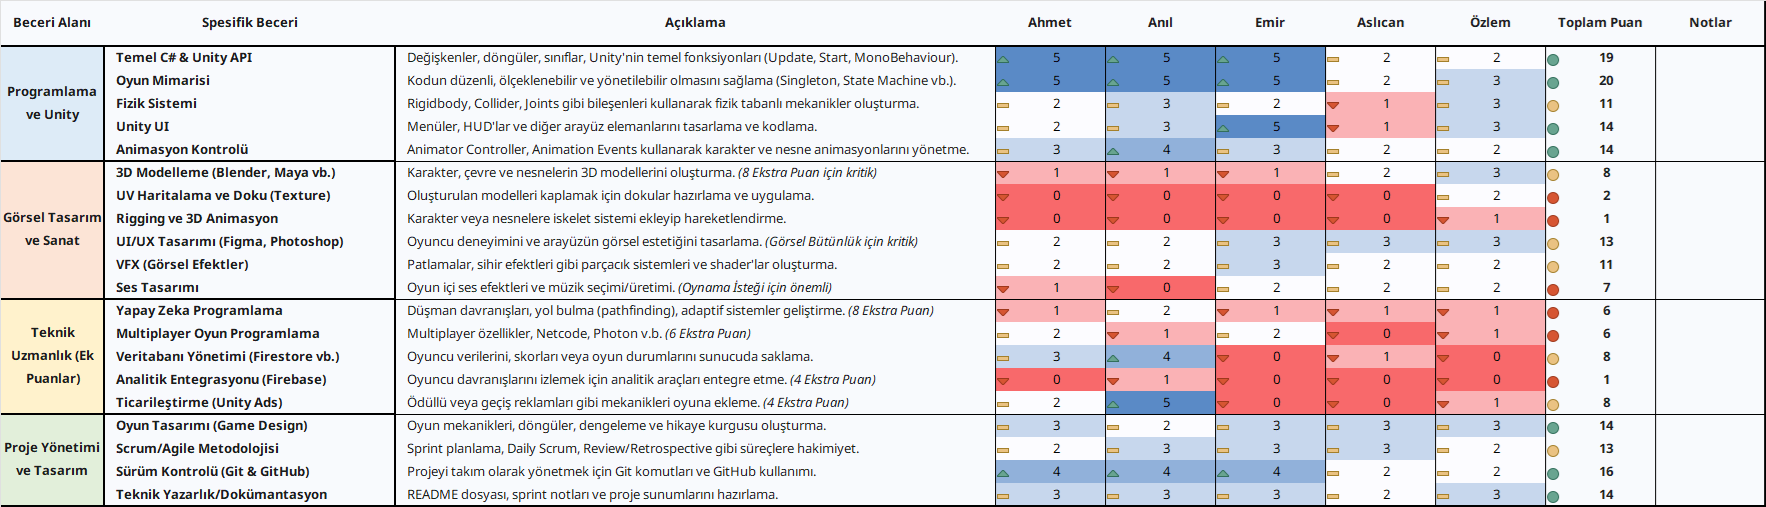 Beceri Alanı Spesifik Beceri Açıklama Ahmet Anıl Emir Aslıcan Özlem Toplam Puan Notlar
Programlama ve Unity
Temel C# & Unity API Değişkenler, döngüler, sınıflar, Unity'nin temel fonksiyonları (Update, Start, MonoBehaviour). 5 5 5 2 2 19
Oyun Mimarisi Kodun düzenli, ölçeklenebilir ve yönetilebilir olmasını sağlama (Singleton, State Machine vb.). 5 5 5 2 3 20
Fizik Sistemi Rigidbody, Collider, Joints gibi bileşenleri kullanarak fizik tabanlı mekanikler oluşturma. 2 3 2 1 3 11
Unity UI Menüler, HUD'lar ve diğer arayüz elemanlarını tasarlama ve kodlama. 2 3 5 1 3 14
Animasyon Kontrolü Animator Controller, Animation Events kullanarak karakter ve nesne animasyonlarını yönetme. 3 4 3 2 2 14
Görsel Tasarım ve Sanat
3D Modelleme (Blender, Maya vb.) Karakter, çevre ve nesnelerin 3D modellerini oluşturma. (8 Ekstra Puan için kritik) 1 1 1 2 3 8
UV Haritalama ve Doku (Texture) Oluşturulan modelleri kaplamak için dokular hazırlama ve uygulama. 0 0 0 0 2 2
Rigging ve 3D Animasyon Karakter veya nesnelere iskelet sistemi ekleyip hareketlendirme. 0 0 0 0 1 1
UI/UX Tasarımı (Figma, Photoshop) Oyuncu deneyimini ve arayüzün görsel estetiğini tasarlama. (Görsel Bütünlük için kritik) 2 2 3 3 3 13
VFX (Görsel Efektler) Patlamalar, sihir efektleri gibi parçacık sistemleri ve shader'lar oluşturma. 2 2 3 2 2 11
Ses Tasarımı Oyun içi ses efektleri ve müzik seçimi/üretimi. (Oynama İsteği için önemli) 1 0 2 2 2 7
Teknik Uzmanlık (Ek Puanlar)
Yapay Zeka Programlama Düşman davranışları, yol bulma (pathfinding), adaptif sistemler geliştirme. (8 Ekstra Puan) 1 2 1 1 1 6
Multiplayer Oyun Programlama Multiplayer özellikler, Netcode, Photon v.b. (6 Ekstra Puan) 2 1 2 0 1 6
Veritabanı Yönetimi (Firestore vb.) Oyuncu verilerini, skorları veya oyun durumlarını sunucuda saklama. 3 4 0 1 0 8
Analitik Entegrasyonu (Firebase) Oyuncu davranışlarını izlemek için analitik araçları entegre etme. (4 Ekstra Puan) 0 1 0 0 0 1
Ticarileştirme (Unity Ads) Ödüllü veya geçiş reklamları gibi mekanikleri oyuna ekleme. (4 Ekstra Puan) 2 5 0 0 1 8
Proje Yönetimi ve Tasarım
Oyun Tasarımı (Game Design) Oyun mekanikleri, döngüler, dengeleme ve hikaye kurgusu oluşturma. 3 2 3 3 3 14
Scrum/Agile Metodolojisi Sprint planlama, Daily Scrum, Review/Retrospective gibi süreçlere hakimiyet. 2 3 3 3 2 13
Sürüm Kontrolü (Git & GitHub) Projeyi takım olarak yönetmek için Git komutları ve GitHub kullanımı. 4 4 4 2 2 16
Teknik Yazarlık/Dokümantasyon README dosyası, sprint notları ve proje sunumlarını hazırlama. 3 3 3 2 3 14